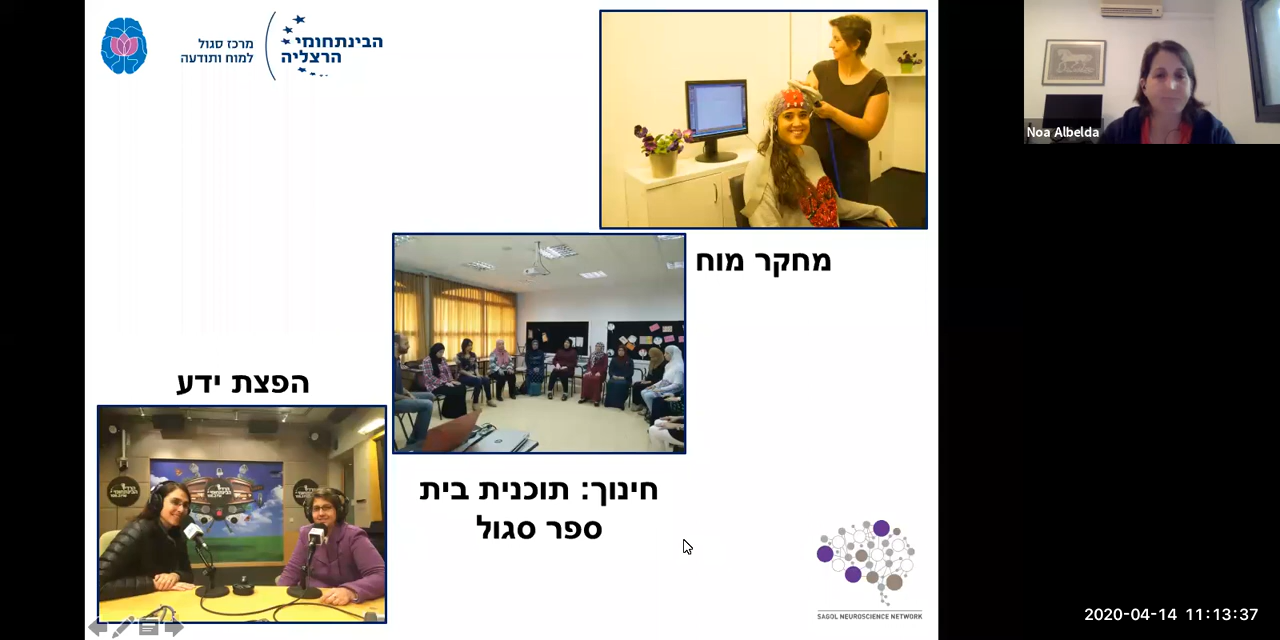 הבינתחומי
הרצליה
מרכז סגול
למוח ותודעה
Noa Albelda
מחקר מוח
הפצת ידע
חינוך: תוכנית בית
ספר סגול
SAGOL NEUROSCIENCE NETWORK
2020-04-14 11:13:37